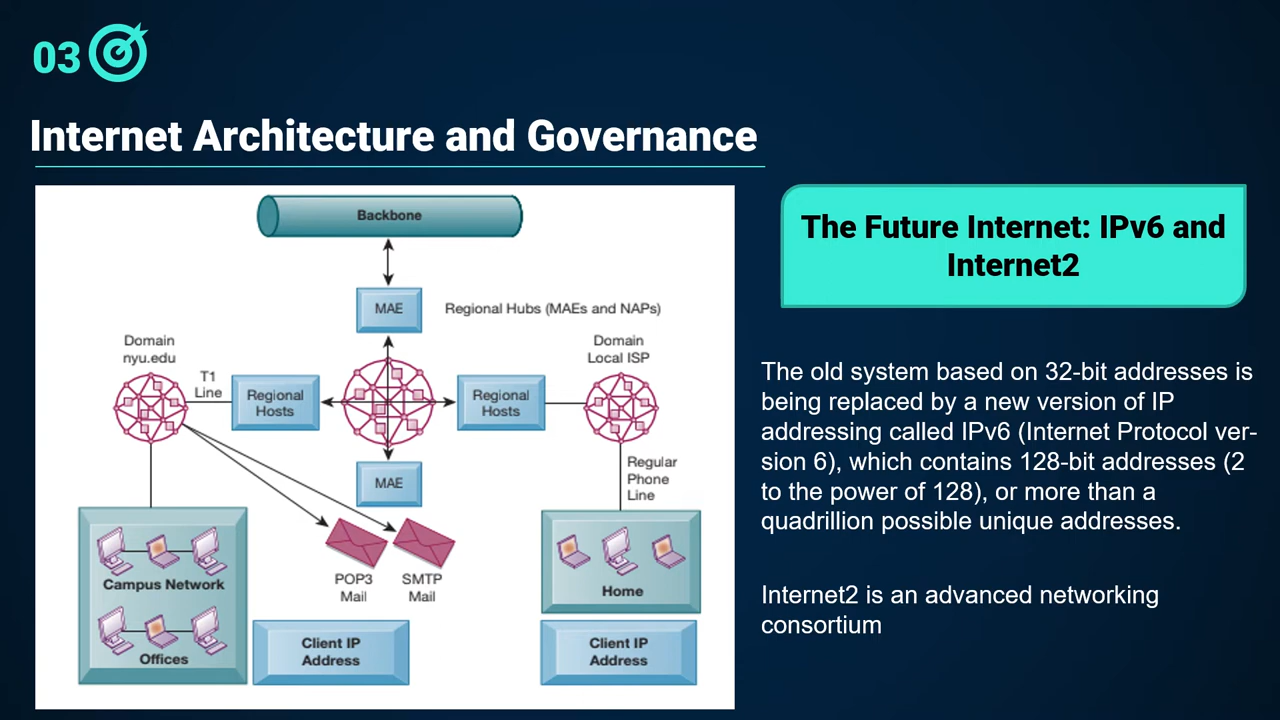 03
Internet Architecture and Governance
Backbone
MAE
Regional Hubs (MAEs and NAPs)
Domain
nyu.edu
T1
Line
Regional
Hosts
Regional
Hosts
Domain
Local ISP
MAE
Regular
Phone
Line
POP3
Mail
SMTP
Mail
Campus Network
Offices
Client IP
Address
Home
Client IP
Address
The Future Internet: IPv6 and
Internet2
The old system based on 32-bit addresses is
being replaced by a new version of IP
addressing called IPv6 (Internet Protocol ver-
sion 6), which contains 128-bit addresses (2
to the power of 128), or more than a
quadrillion possible unique addresses.
Internet2 is an advanced networking
consortium